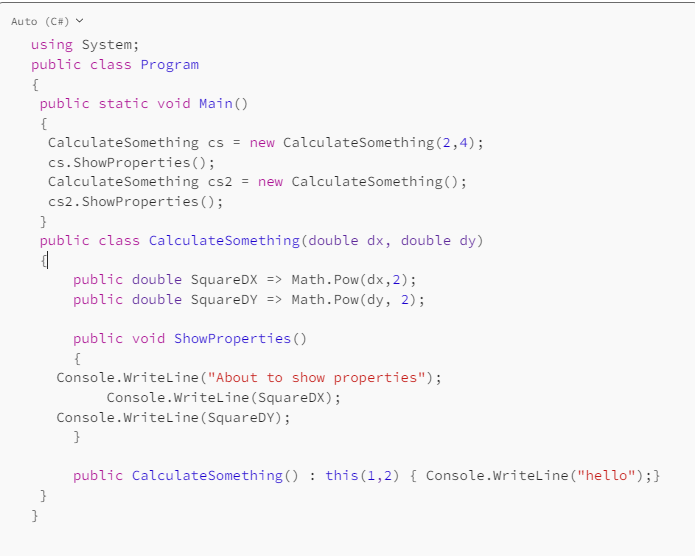 Auto (C#)
using System;
public class Program
{
public static void Main()
{
CalculateSomething cs = new CalculateSomething(2,4);
cs.ShowProperties();
CalculateSomething cs2 = new CalculateSomething();
cs2.ShowProperties();
}
public class CalculateSomething(double dx, double dy)
{
public double SquareDX => Math.Pow(dx,2);
public double SquareDY => Math.Pow(dy, 2);
public void ShowProperties()
{
Console.WriteLine("About to show properties");
Console.WriteLine(SquareDX);
Console.WriteLine(SquareDY);
}
public CalculateSomething() : this(1,2) { Console.WriteLine("hello");}
}
}